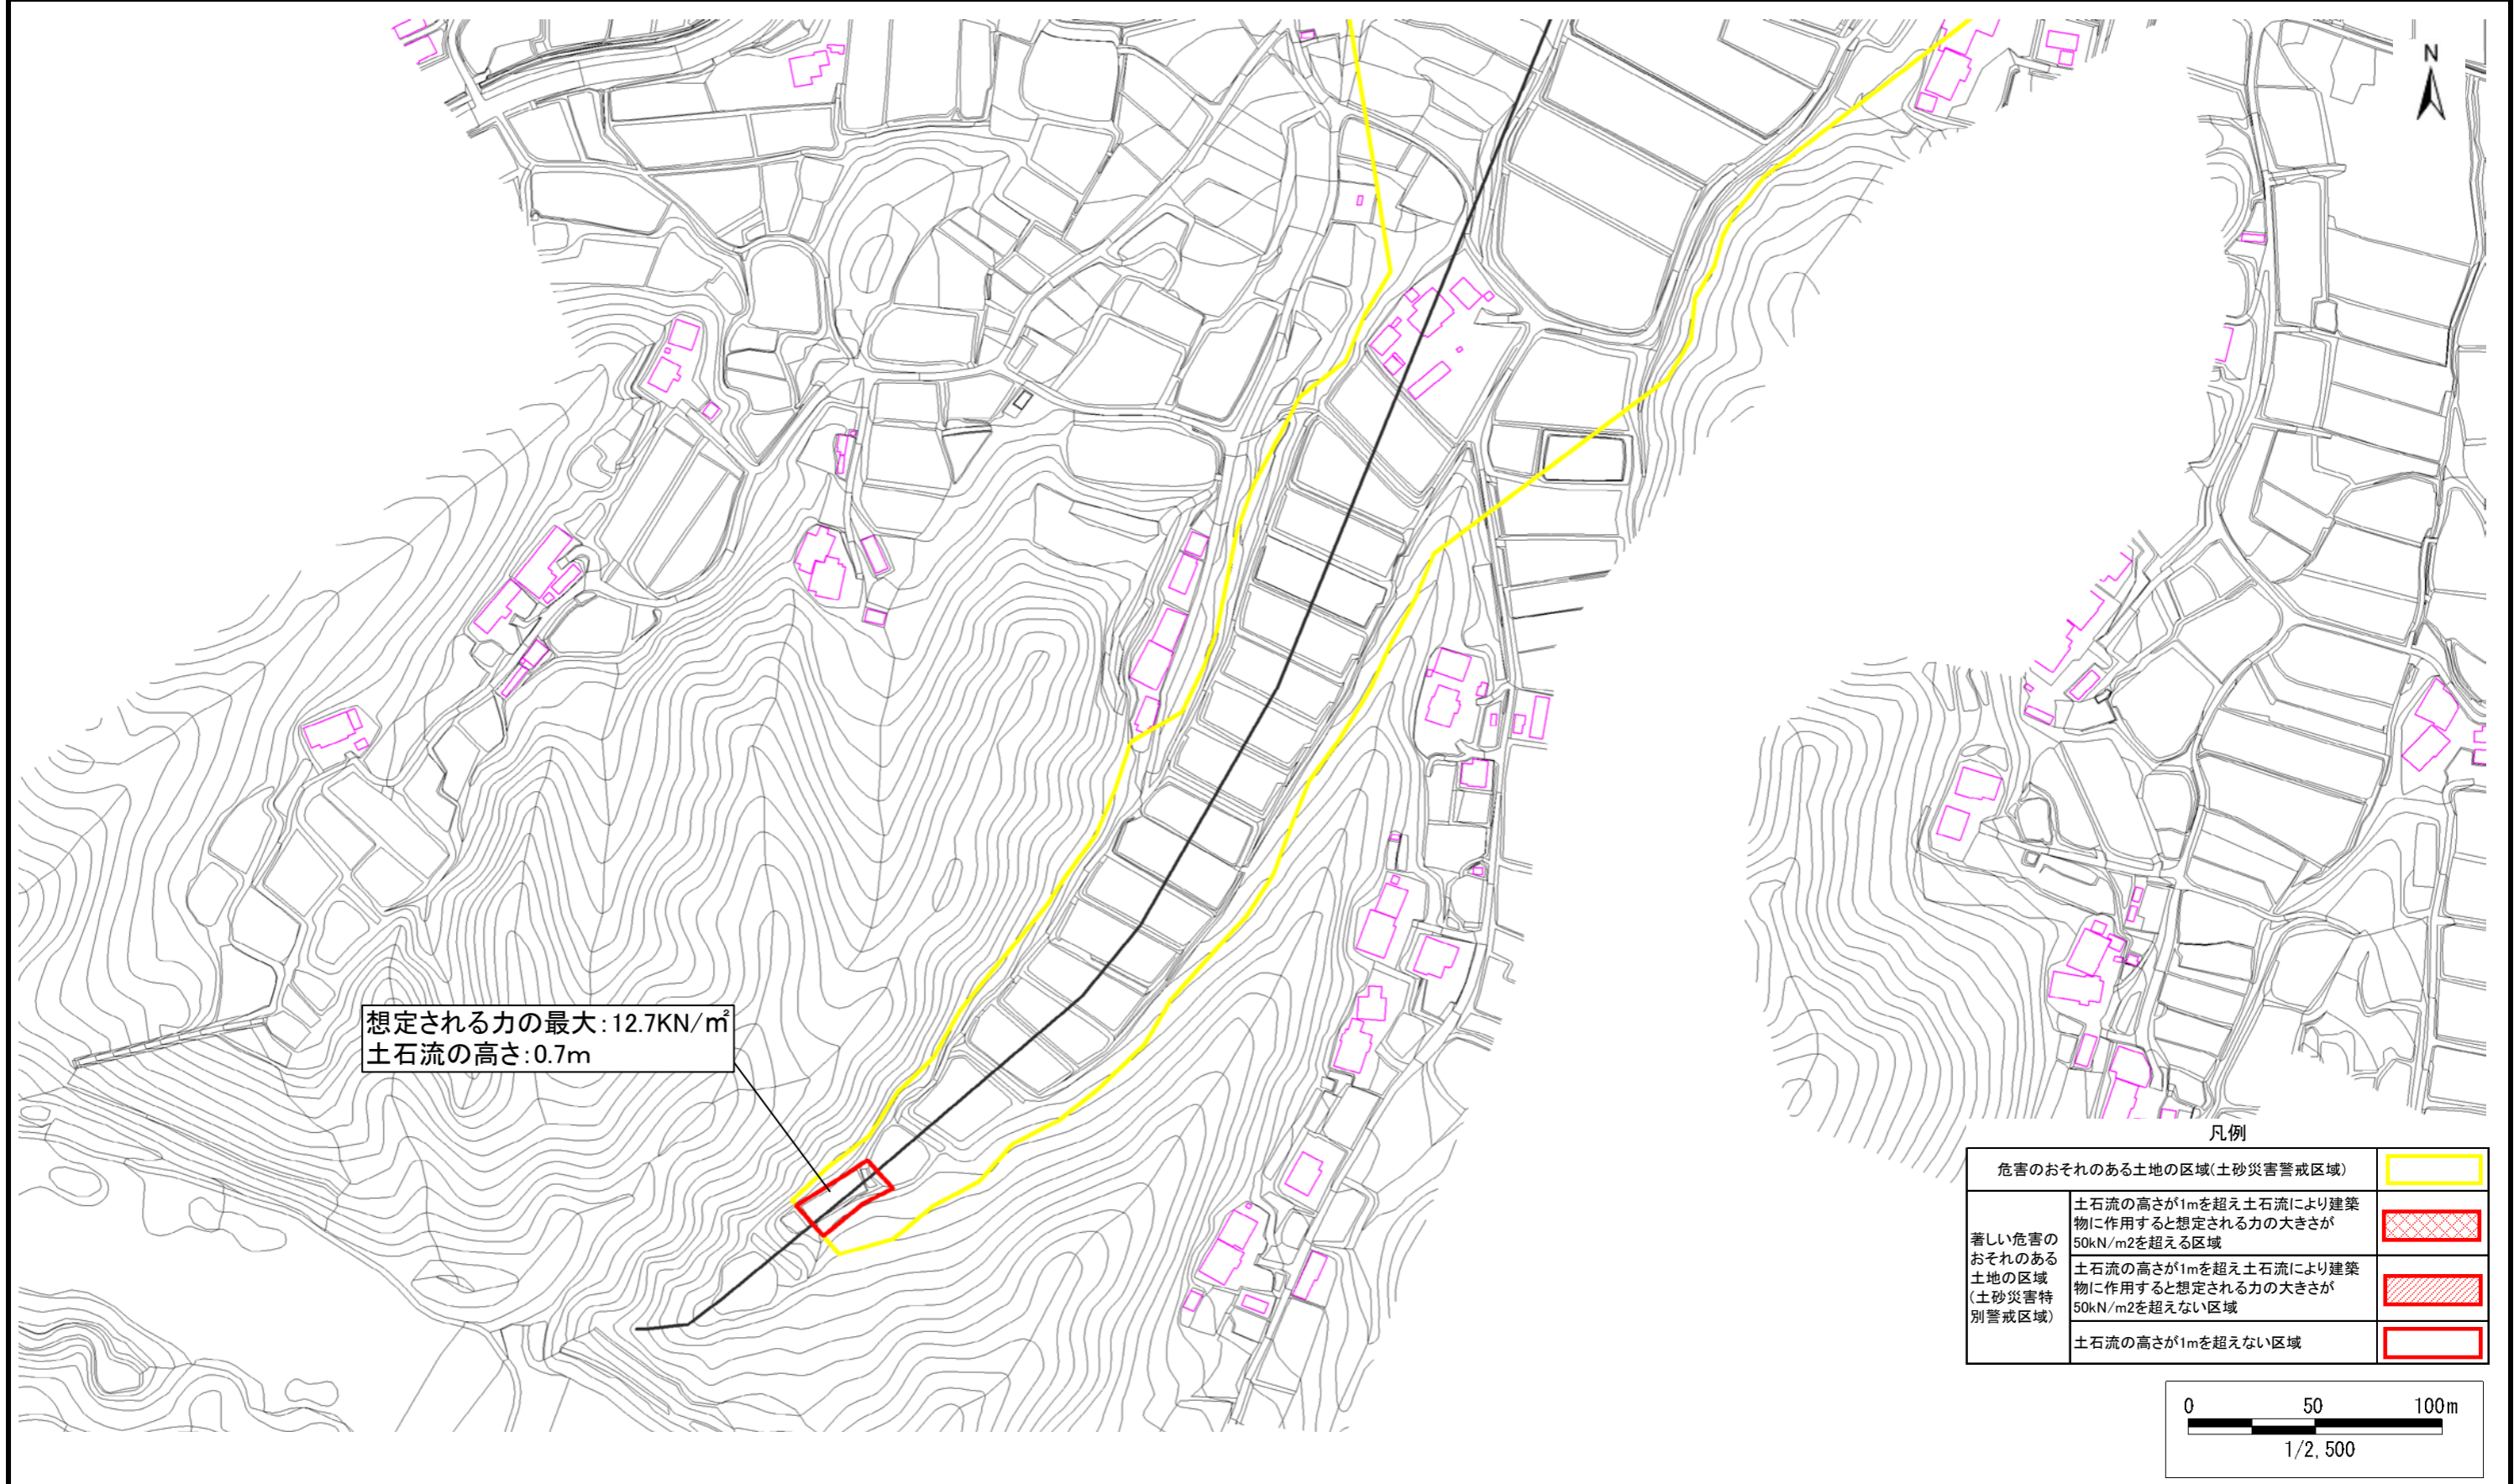 N
想定される力の最大:12.7KN/㎡
土石流の高さ:0.7m
凡例
危害のおそれのある土地の区域(土砂災害警戒区域)
著しい危害の
おそれのある
土地の区域
(土砂災害特
別警戒区域)
土石流の高さが1mを超え土石流により建築
物に作用すると想定される力の大きさが
50kN/m2を超える区域
土石流の高さが1mを超え土石流により建築
物に作用すると想定される力の大きさが
50kN/m2を超えない区域
土石流の高さが1mを超えない区域
0 50 100m
1/2,500